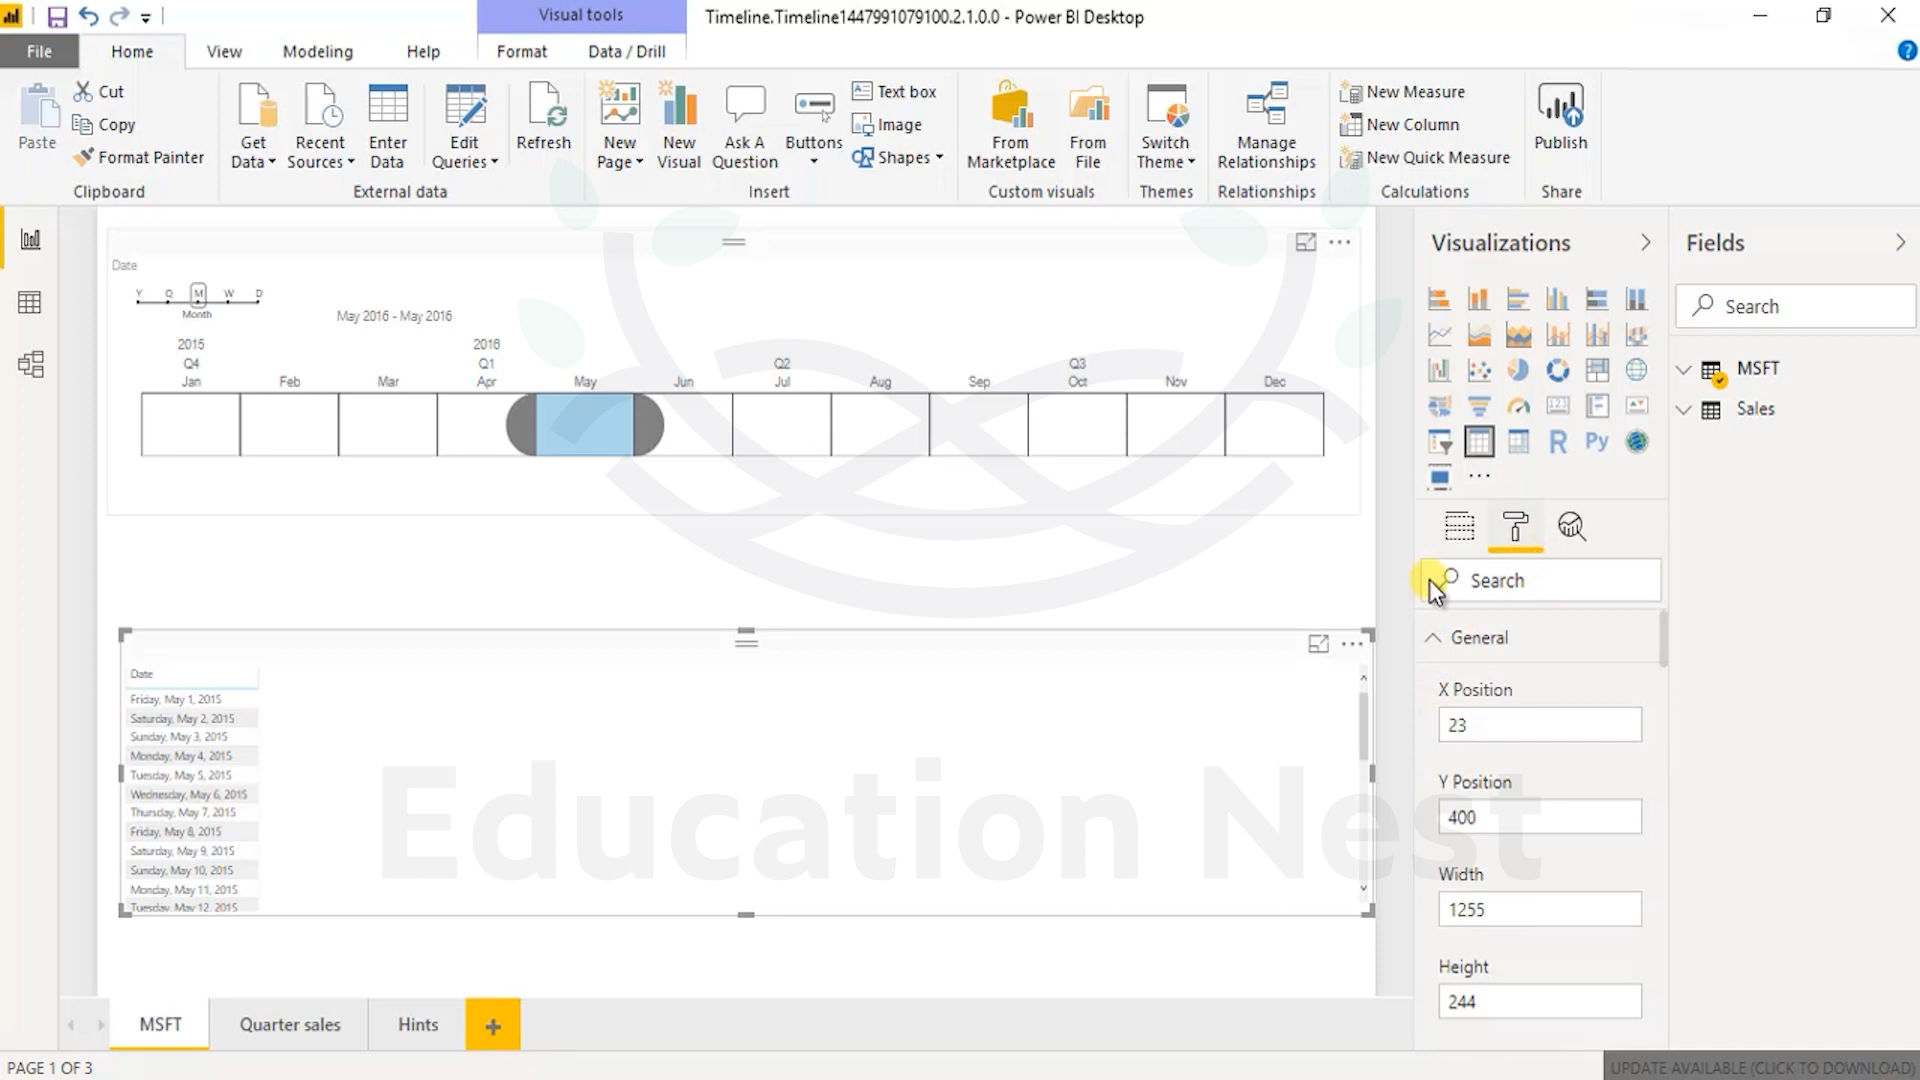 Visual tools
Timeline.Timeline1447991079100.2.1.0.0 - Power BI Desktop
File
Home
View
Modeling
Help
Format
Data / Drill
Paste
Cut
Copy
Format Painter
Clipboard
Get Data
Recent Sources
Enter Data
Edit Queries
Refresh
External data
New Page
New Visual
Ask A Question
Buttons
Text box
Image
Shapes
Insert
From Marketplace
From File
Custom visuals
Switch Theme
Themes
Manage Relationships
Relationships
New Measure
New Column
New Quick Measure
Calculations
Publish
Share
Date
Y Q M W D
Month
May 2016 - May 2016
2015 2016
Q4 Q1 Q2 Q3
Jan Feb Mar Apr May Jun Jul Aug Sep Oct Nov Dec
Date
Friday, May 1, 2015
Saturday, May 2, 2015
Sunday, May 3, 2015
Monday, May 4, 2015
Tuesday, May 5, 2015
Wednesday, May 6, 2015
Thursday, May 7, 2015
Friday, May 8, 2015
Saturday, May 9, 2015
Sunday, May 10, 2015
Monday, May 11, 2015
Tuesday, May 12, 2015
Education Nest
Visualizations
R
Py
123
Search
General
X Position
23
Y Position
400
Width
1255
Height
244
Fields
Search
MSFT
Sales
MSFT
Quarter sales
Hints
+
PAGE 1 OF 3
UPDATE AVAILABLE (CLICK TO DOWNLOAD)